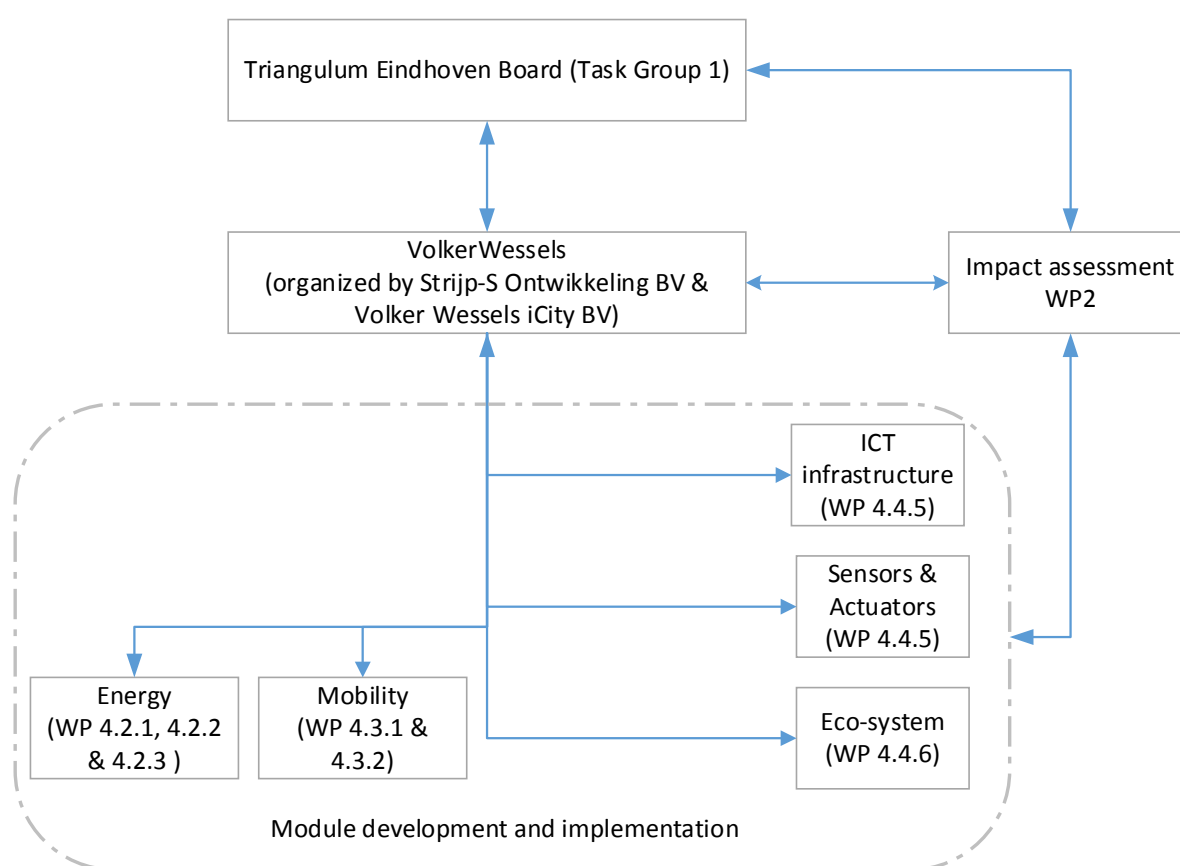 Triangulum Eindhoven Board (Task Group 1)
VolkerWessels
(organized by Strijp-S Ontwikkeling BV &
Volker Wessels iCity BV)
Impact assessment
WP2
ICT
infrastructure
(WP 4.4.5)
Sensors &
Actuators
(WP 4.4.5)
Energy
(WP 4.2.1, 4.2.2
& 4.2.3 )
Mobility
(WP 4.3.1 &
4.3.2)
Eco-system
(WP 4.4.6)
Module development and implementation